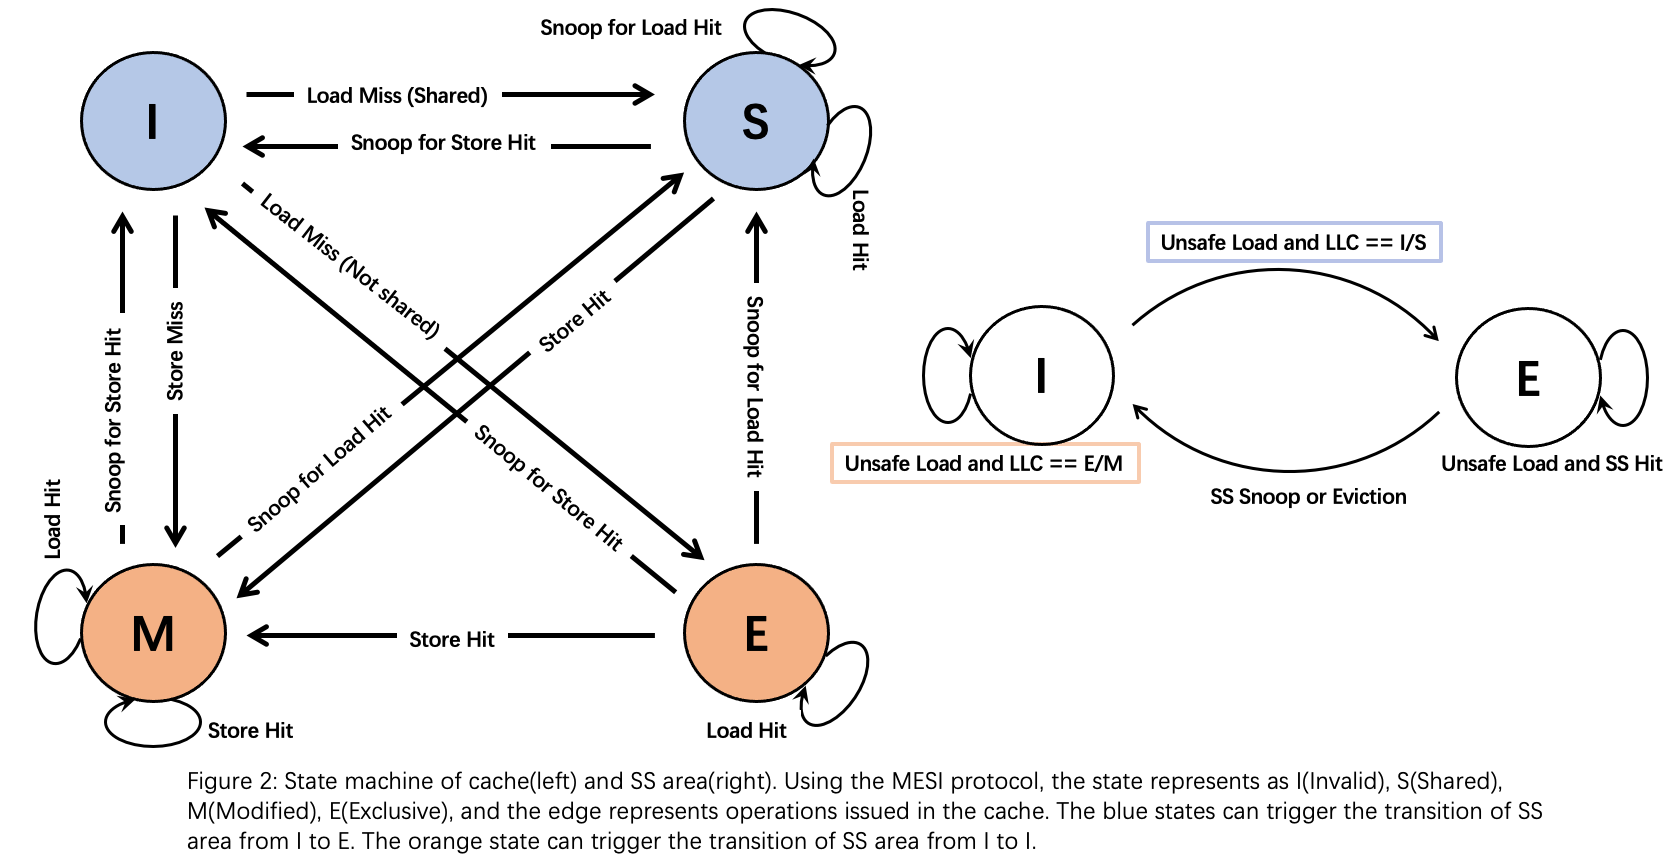 Snoop for Load Hit
I
Load Miss (Shared)
S
Snoop for Store Hit
Load Hit
Load Miss (Not shared)
Store Hit
Snoop for Store Hit
Store Miss
Snoop for Load Hit
Snoop for Load Hit
Snoop for Store Hit
Load Hit
M
Store Hit
E
Store Hit
Load Hit
Unsafe Load and LLC == I/S
I
E
Unsafe Load and LLC == E/M
Unsafe Load and SS Hit
SS Snoop or Eviction
Figure 2: State machine of cache(left) and SS area(right). Using the MESI protocol, the state represents as I(Invalid), S(Shared),
M(Modified), E(Exclusive), and the edge represents operations issued in the cache. The blue states can trigger the transition of SS
area from I to E. The orange state can trigger the transition of SS area from I to I.